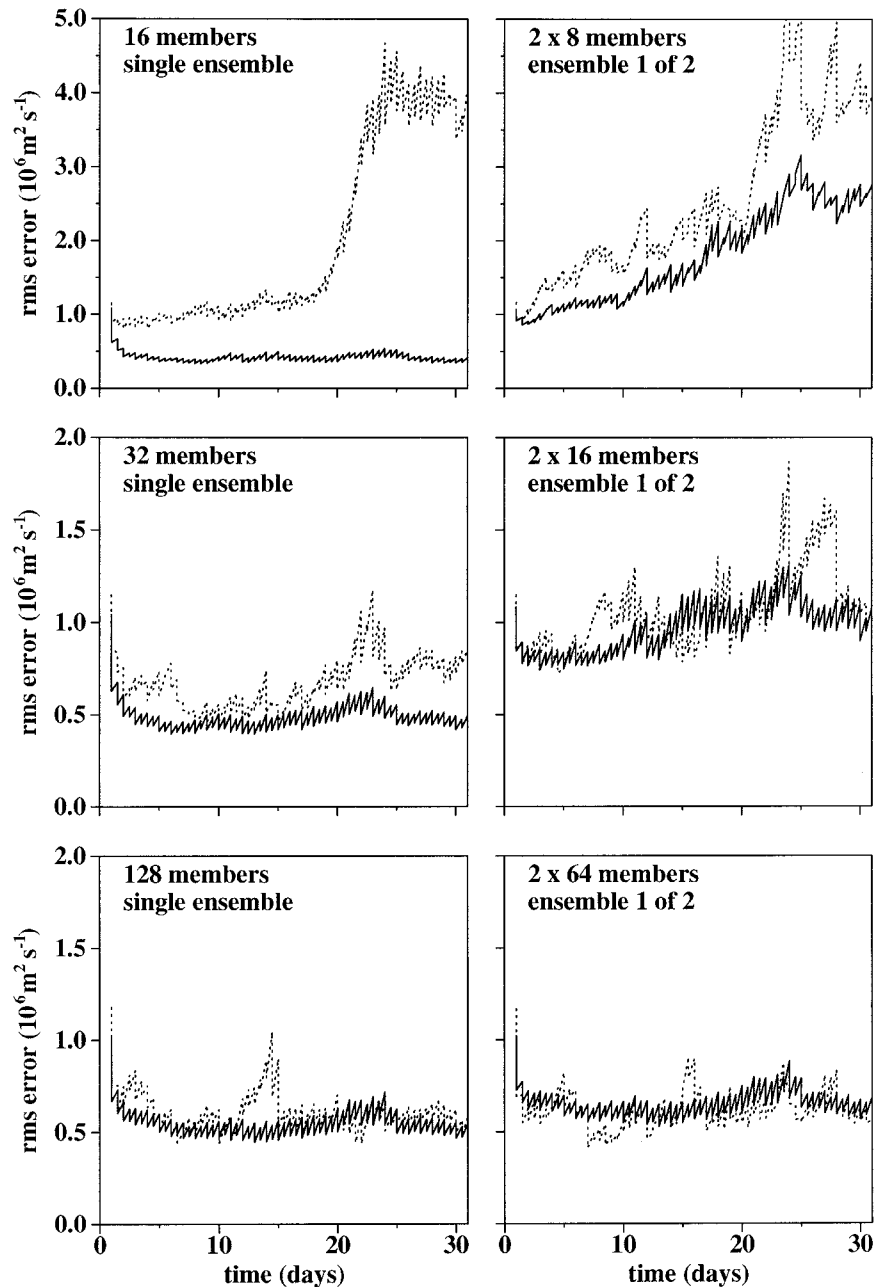 16 members
single ensemble
2 x 8 members
ensemble 1 of 2
5.0
4.0
3.0
2.0
1.0
0.0
rms error (10⁶ m² s⁻¹)
32 members
single ensemble
2 x 16 members
ensemble 1 of 2
2.0
1.5
1.0
0.5
0.0
rms error (10⁶ m² s⁻¹)
128 members
single ensemble
2 x 64 members
ensemble 1 of 2
2.0
1.5
1.0
0.5
0.0
rms error (10⁶ m² s⁻¹)
0 10 20 30
0 10 20 30
time (days)
time (days)